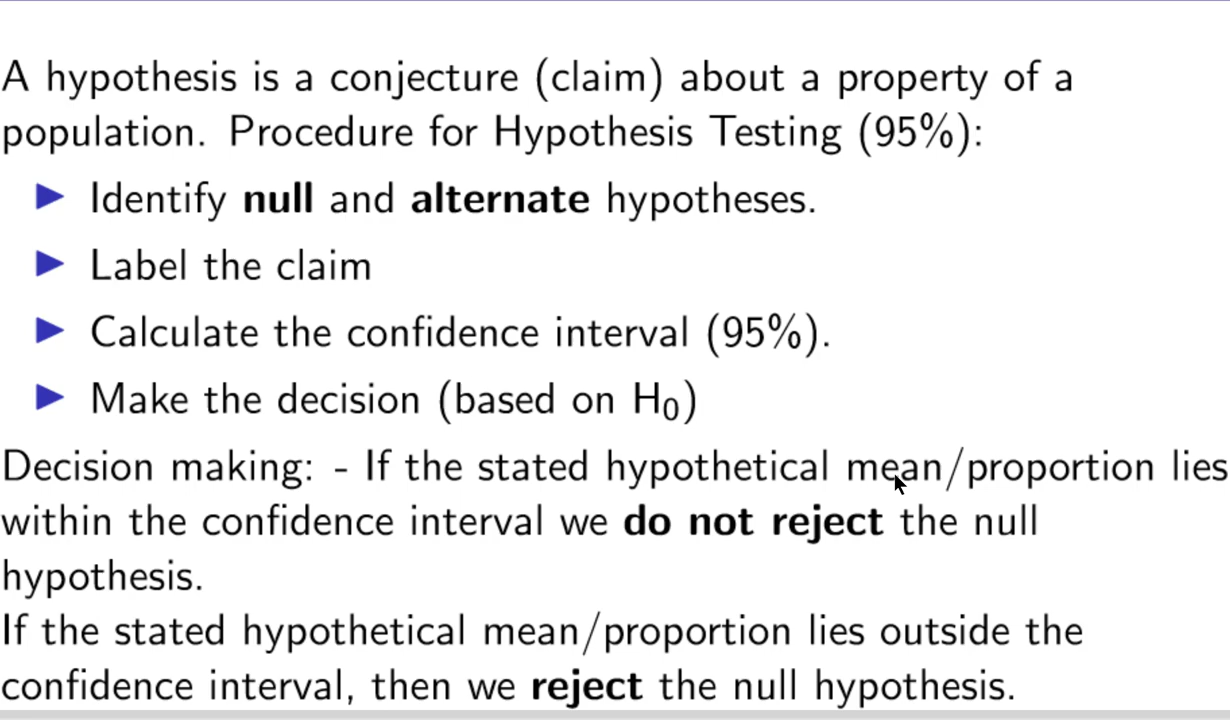 A hypothesis is a conjecture (claim) about a property of a
population. Procedure for Hypothesis Testing (95%):
▶ Identify null and alternate hypotheses.
▶ Label the claim
▶ Calculate the confidence interval (95%).
▶ Make the decision (based on H₀)
Decision making: - If the stated hypothetical mean/proportion lies
within the confidence interval we do not reject the null
hypothesis.
If the stated hypothetical mean/proportion lies outside the
confidence interval, then we reject the null hypothesis.